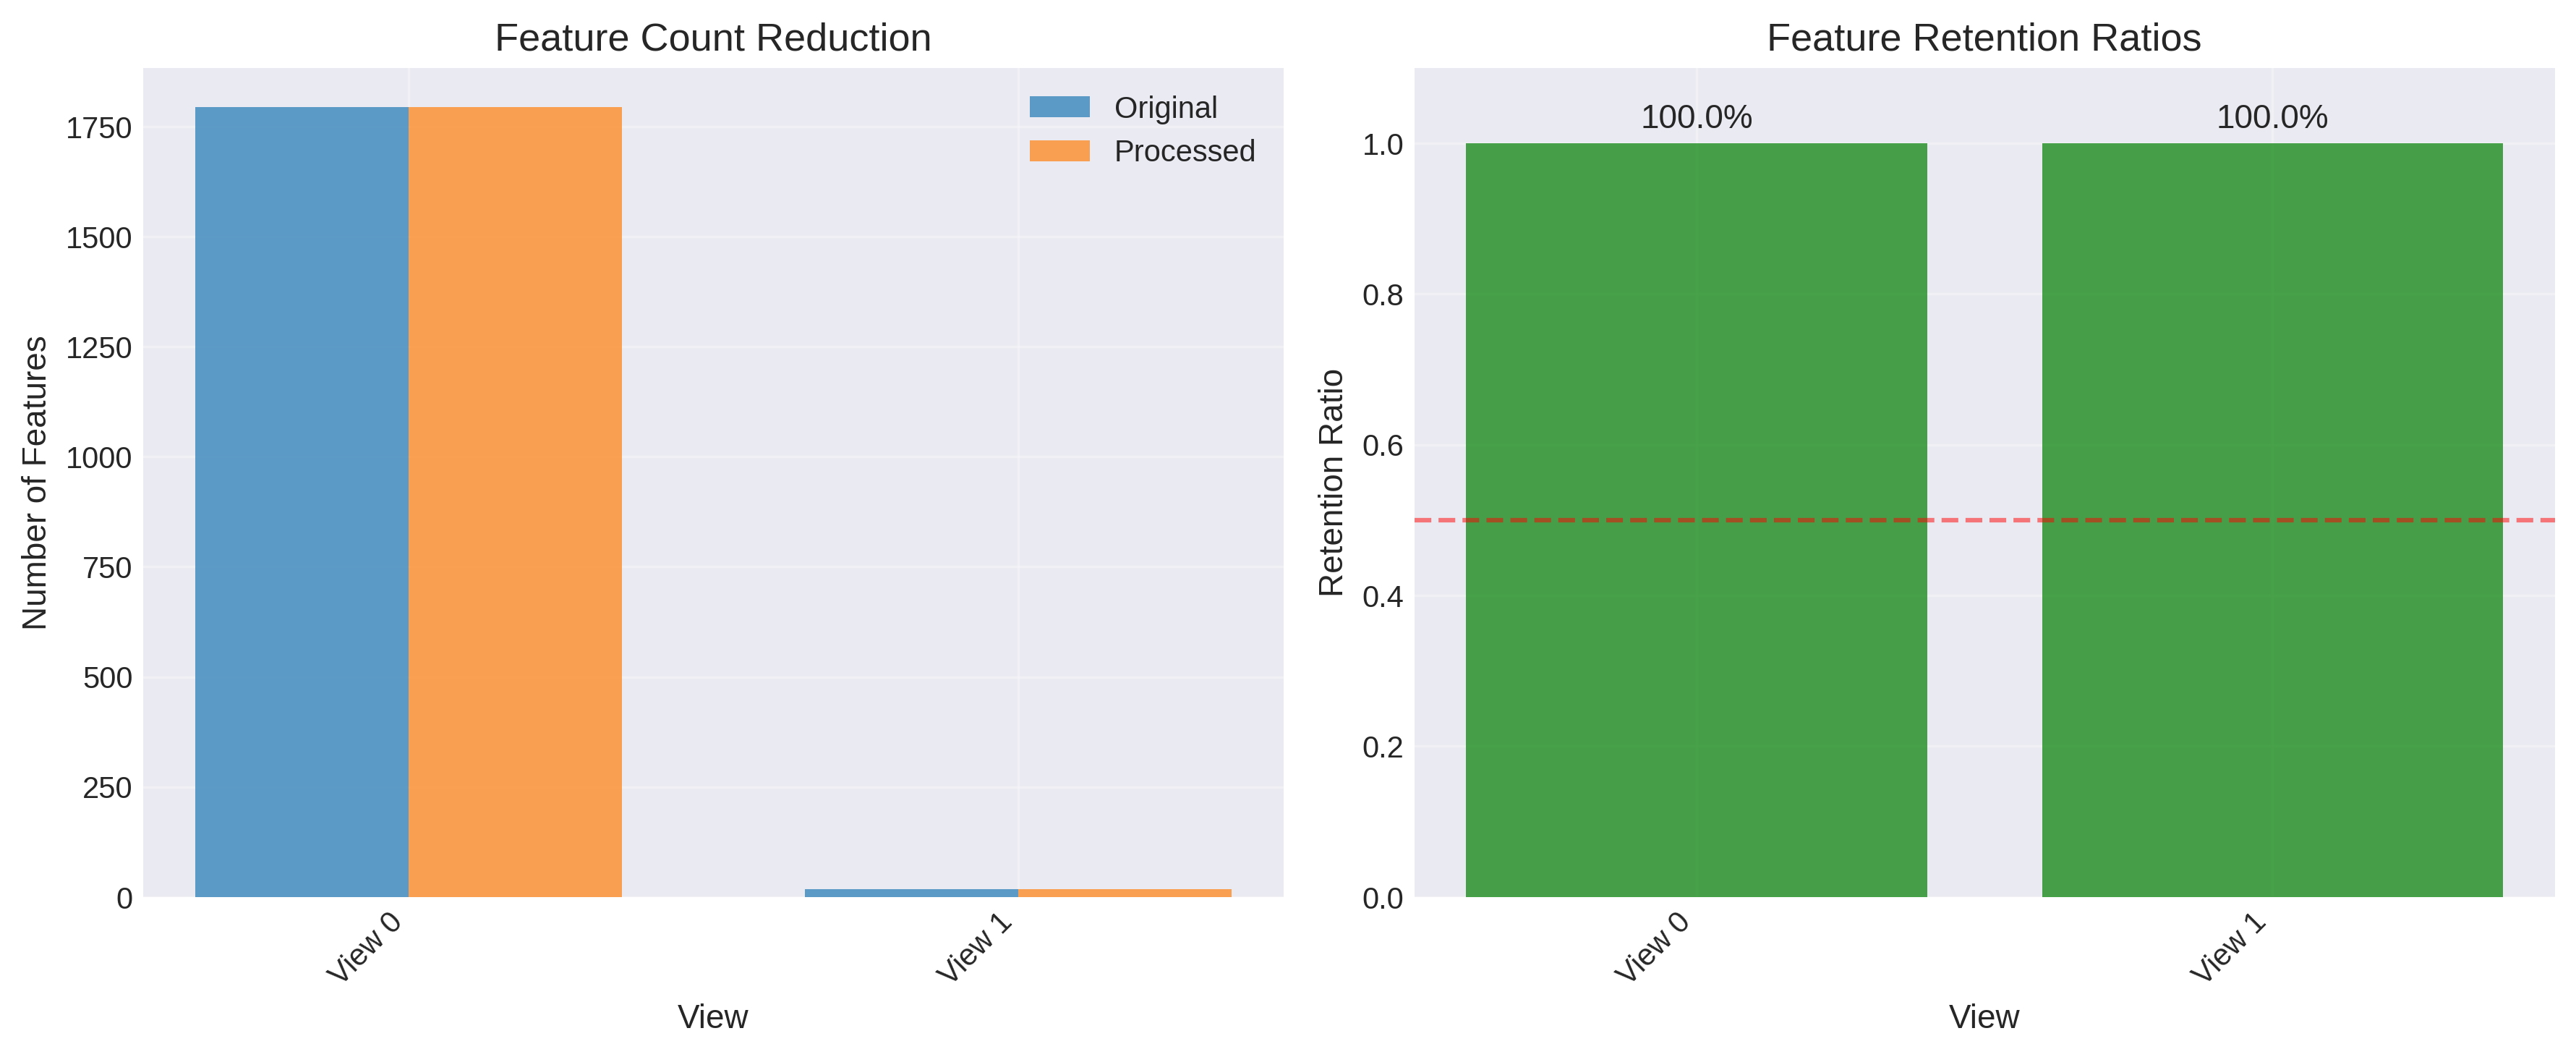 Feature Count Reduction
Number of Features
1750
1500
1250
1000
750
500
250
0
Original
Processed
View 0
View 1
View
Feature Retention Ratios
Retention Ratio
1.0
0.8
0.6
0.4
0.2
0.0
100.0%
100.0%
View 0
View 1
View